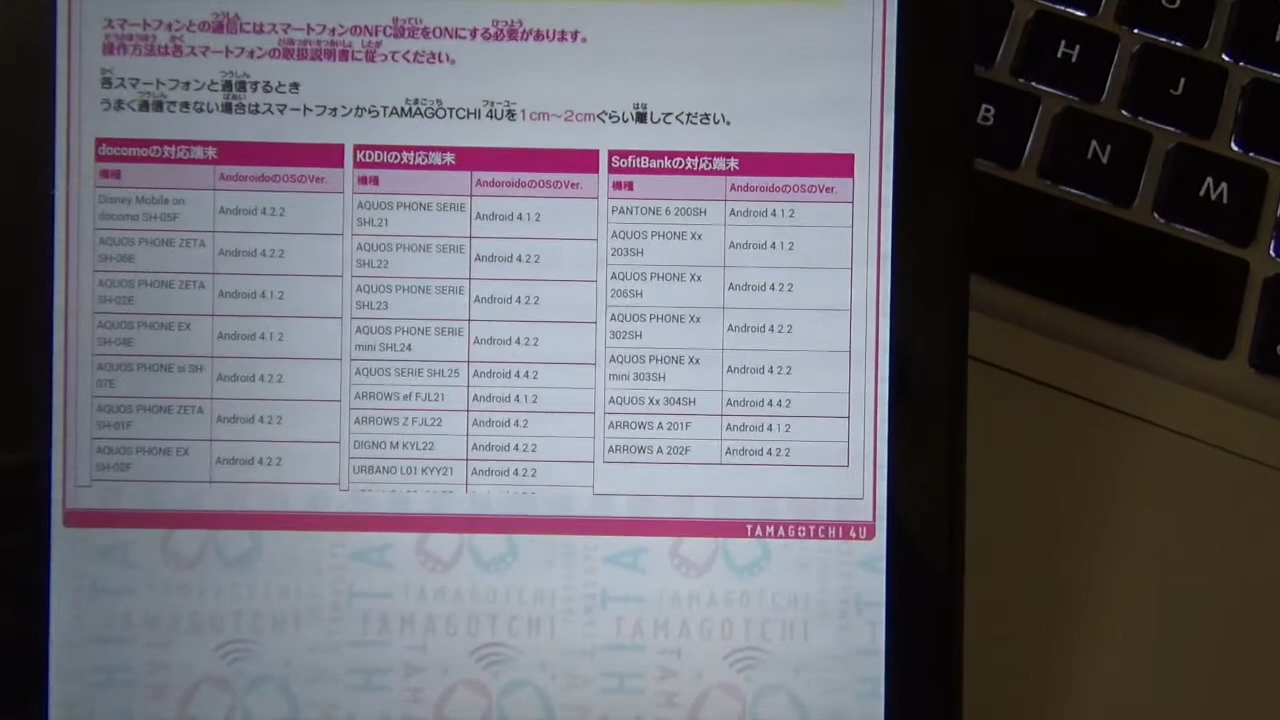 スマートフォンとの通信にはスマートフォンのNFC設定をONにする必要があります。
操作方法は各スマートフォンの取扱説明書に従ってください。
各スマートフォンと通信するとき
うまく通信できない場合はスマートフォンからTAMAGOTCHI 4Uを1cm〜2cmぐらい離してください。
docomoの対応端末
機種 AndoroidoのOSのVer.
Disney Mobile on
docomo SH-05F Android 4.2.2
AQUOS PHONE ZETA
SH-06E Android 4.2.2
AQUOS PHONE ZETA
SH-02E Android 4.1.2
AQUOS PHONE EX
SH-04E Android 4.1.2
AQUOS PHONE si SH-
07E Android 4.2.2
AQUOS PHONE ZETA
SH-01F Android 4.2.2
AQUOS PHONE EX
SH-02F Android 4.2.2
KDDIの対応端末
機種 AndoroidoのOSのVer.
AQUOS PHONE SERIE
SHL21 Android 4.1.2
AQUOS PHONE SERIE
SHL22 Android 4.2.2
AQUOS PHONE SERIE
SHL23 Android 4.2.2
AQUOS PHONE SERIE
mini SHL24 Android 4.2.2
AQUOS SERIE SHL25 Android 4.4.2
ARROWS ef FJL21 Android 4.1.2
ARROWS Z FJL22 Android 4.2
DIGNO M KYL22 Android 4.2.2
URBANO L01 KYY21 Android 4.2.2
SofitBankの対応端末
機種 AndoroidoのOSのVer.
PANTONE 6 200SH Android 4.1.2
AQUOS PHONE Xx
203SH Android 4.1.2
AQUOS PHONE Xx
206SH Android 4.2.2
AQUOS PHONE Xx
302SH Android 4.2.2
AQUOS PHONE Xx
mini 303SH Android 4.2.2
AQUOS Xx 304SH Android 4.4.2
ARROWS A 201F Android 4.1.2
ARROWS A 202F Android 4.2.2
TAMAGOTCHI 4U
TAMAGOTCHI
TAMAGOTCHI
H
J
B
N
M